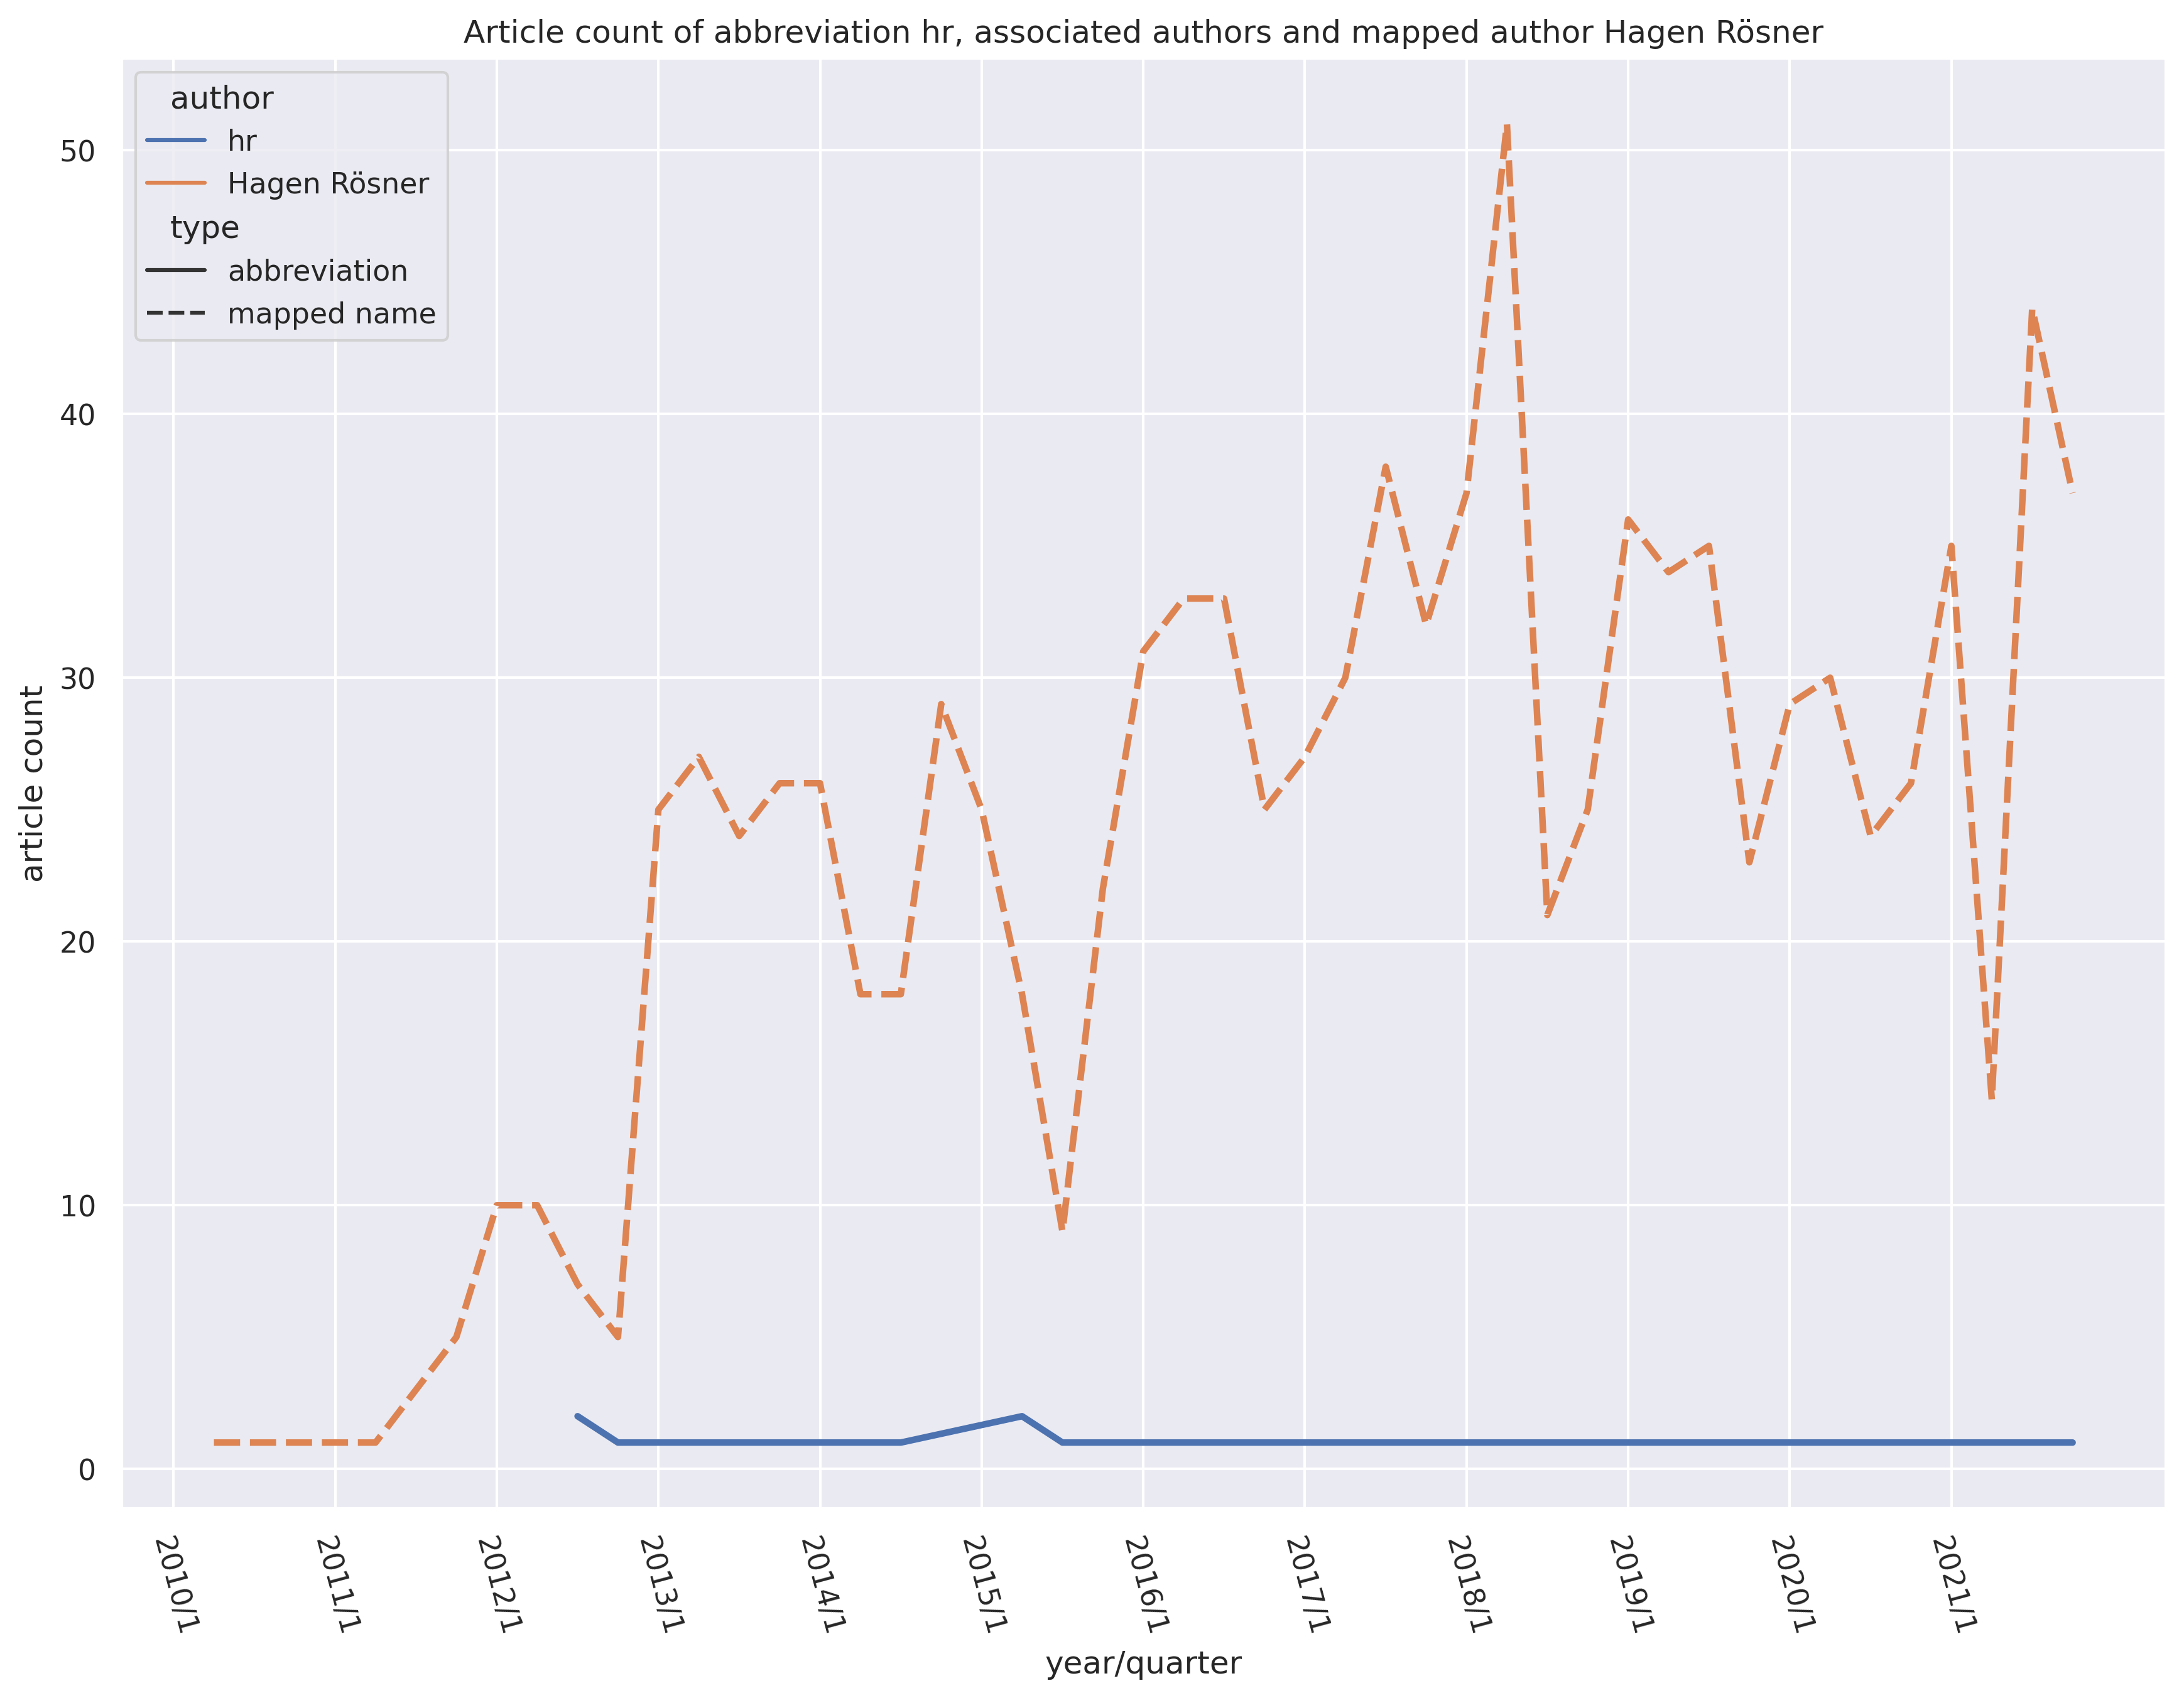 Article count of abbreviation hr, associated authors and mapped author Hagen Rösner
author
hr
Hagen Rösner
type
abbreviation
mapped name
50
40
30
20
10
0
article count
2010/1
2011/1
2012/1
2013/1
2014/1
2015/1
2016/1
2017/1
2018/1
2019/1
2020/1
2021/1
year/quarter